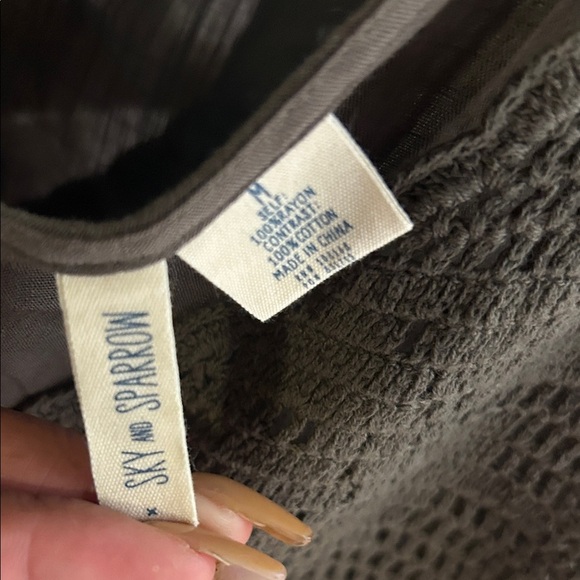 M
SELF:
100%RAYON
CONTRAST:
100%COTTON
MADE IN CHINA
SKY AND SPARROW